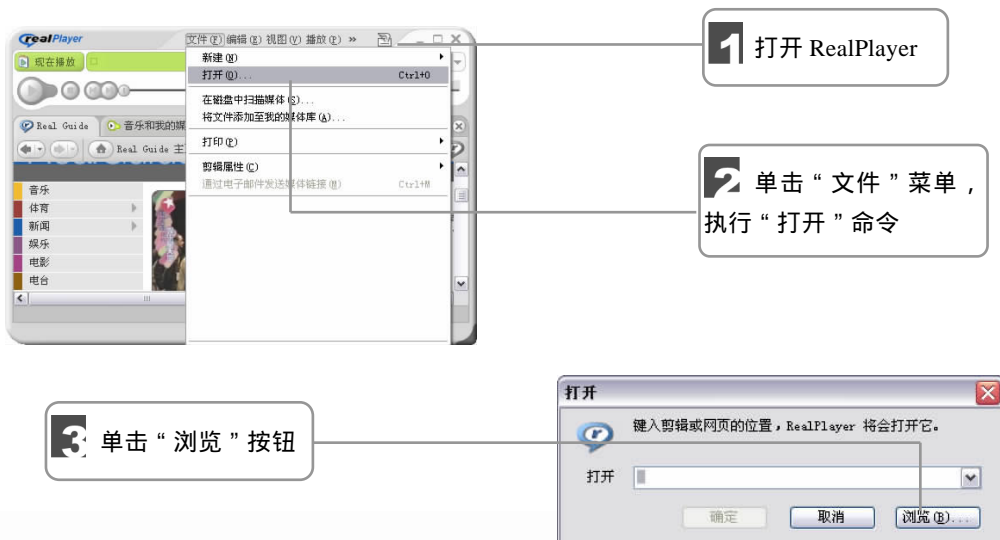 realPlayer
文件(F) 编辑(E) 视图(V) 播放(P) »
现在播放
新建(N)
打开(O)... Ctrl+O
在磁盘中扫描媒体(S)...
将文件添加至我的媒体库(A)...
打印(P)
剪辑属性(C)
通过电子邮件发送媒体链接(M) Ctrl+M
Real Guide 音乐和我的媒
Real Guide 主
音乐
体育
新闻
娱乐
电影
电台
1 打开 RealPlayer
2 单击“文件”菜单，
执行“打开”命令
3 单击“浏览”按钮
打开
键入剪辑或网页的位置，RealPlayer 将会打开它。
打开
确定 取消 浏览(B)...